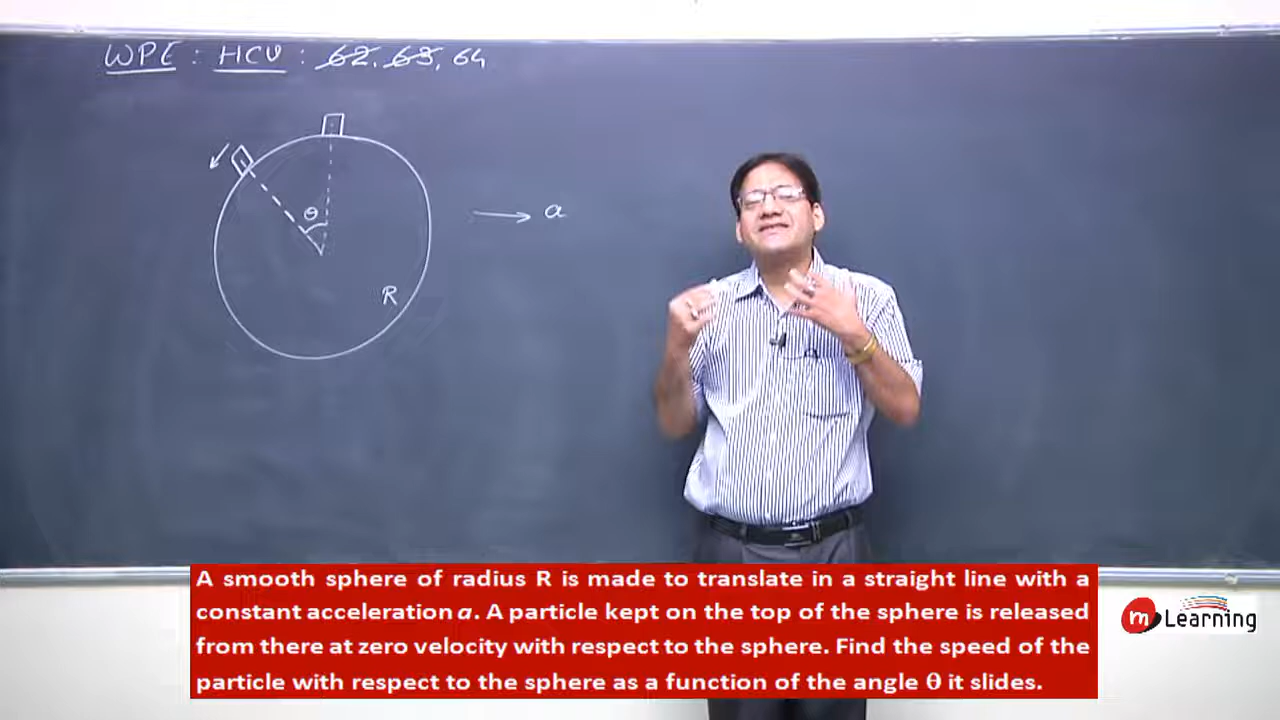 WPE : HCV : 62, 63, 64
θ
a
R
A smooth sphere of radius R is made to translate in a straight line with a
constant acceleration a. A particle kept on the top of the sphere is released
from there at zero velocity with respect to the sphere. Find the speed of the
particle with respect to the sphere as a function of the angle θ it slides.
m Learning